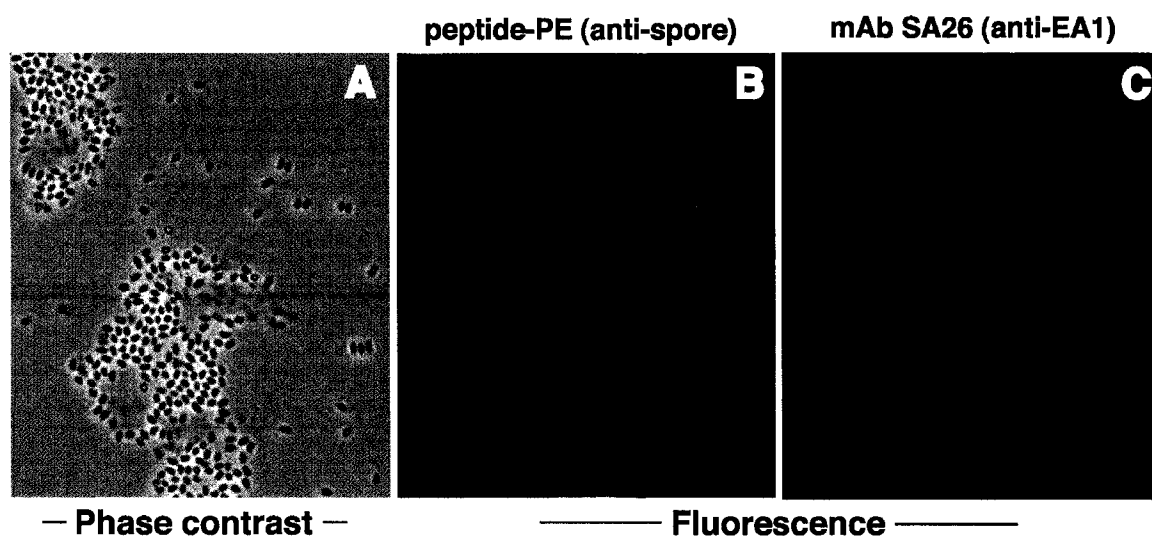 peptide-PE (anti-spore)
mAb SA26 (anti-EA1)
A
B
C
– Phase contrast –
Fluorescence